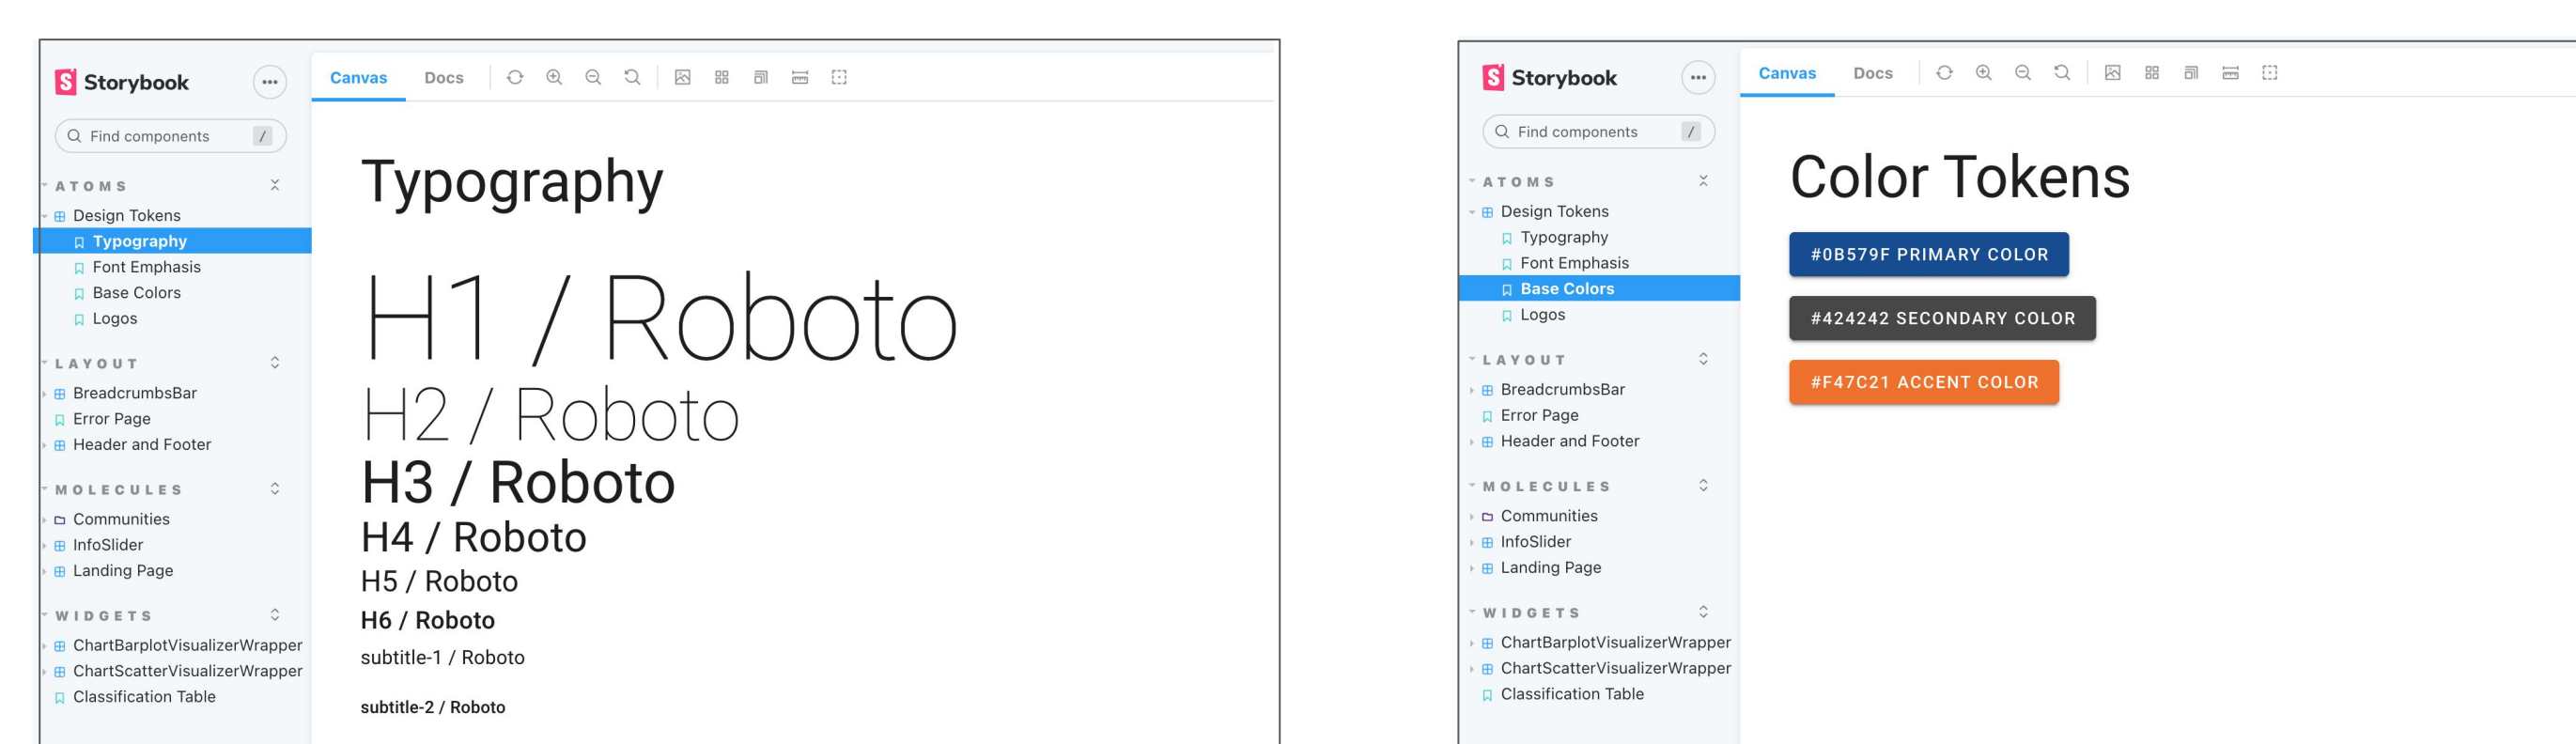 Storybook
Find components /
ATOMS
Design Tokens
Typography
Font Emphasis
Base Colors
Logos
LAYOUT
BreadcrumbsBar
Error Page
Header and Footer
MOLECULES
Communities
InfoSlider
Landing Page
WIDGETS
ChartBarplotVisualizerWrapper
ChartScatterVisualizerWrapper
Classification Table
Canvas Docs
Typography
H1 / Roboto
H2 / Roboto
H3 / Roboto
H4 / Roboto
H5 / Roboto
H6 / Roboto
subtitle-1 / Roboto
subtitle-2 / Roboto
Storybook
Find components /
ATOMS
Design Tokens
Typography
Font Emphasis
Base Colors
Logos
LAYOUT
BreadcrumbsBar
Error Page
Header and Footer
MOLECULES
Communities
InfoSlider
Landing Page
WIDGETS
ChartBarplotVisualizerWrapper
ChartScatterVisualizerWrapper
Classification Table
Canvas Docs
Color Tokens
#0B579F PRIMARY COLOR
#424242 SECONDARY COLOR
#F47C21 ACCENT COLOR